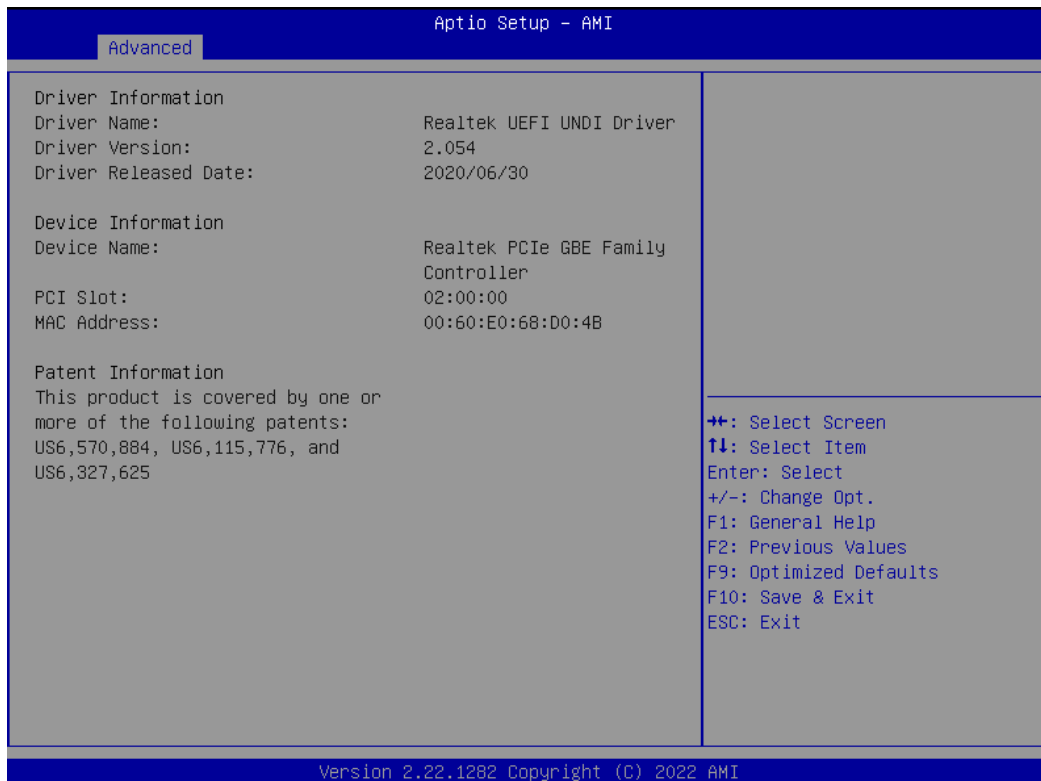 Aptio Setup – AMI
Advanced
Driver Information
Driver Name: Realtek UEFI UNDI Driver
Driver Version: 2.054
Driver Released Date: 2020/06/30
Device Information
Device Name: Realtek PCIe GBE Family
Controller
PCI Slot: 02:00:00
MAC Address: 00:60:E0:68:D0:4B
Patent Information
This product is covered by one or
more of the following patents:
US6,570,884, US6,115,776, and
US6,327,625
→←: Select Screen
↑↓: Select Item
Enter: Select
+/-: Change Opt.
F1: General Help
F2: Previous Values
F9: Optimized Defaults
F10: Save & Exit
ESC: Exit
Version 2.22.1282 Copyright (C) 2022 AMI